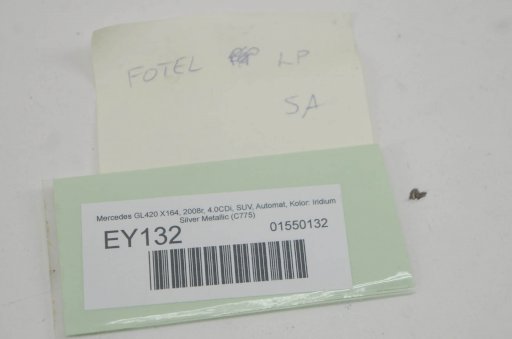 FOTEL LP
SA
Mercedes GL420 X164, 2008r, 4.0CDi, SUV, Automat, Kolor: Iridium
Silver Metallic (C775)
EY132 01550132